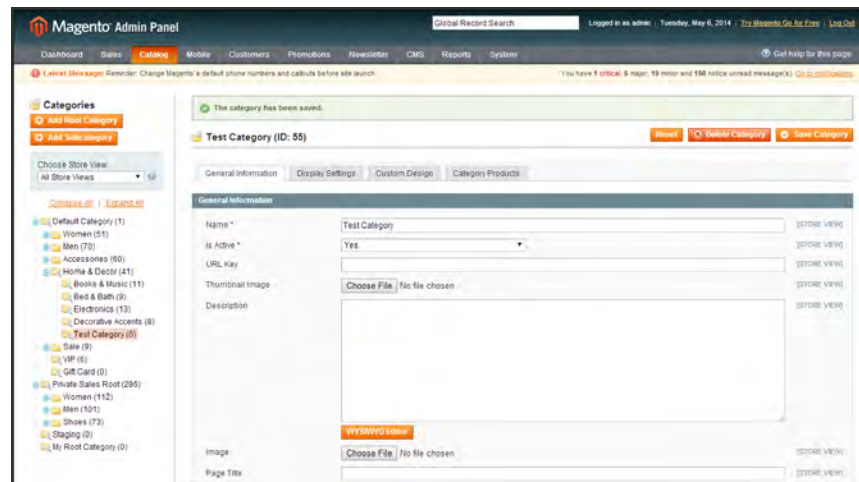 Magento Admin Panel
Global Record Search
Logged in as admin | Tuesday, May 6, 2014 | Try Magento Go for Free | Log Out
Dashboard Sales Catalog Mobile Customers Promotions Newsletter CMS Reports System
Get help for this page
Latest Message: Reminder: Change Magento's default phone numbers and callouts before site launch
You have 1 critical, 5 major, 19 minor and 160 notice unread message(s). Go to notifications
Categories
Add Root Category
Add Subcategory
Choose Store View:
All Store Views
Collapse All | Expand All
Default Category (1)
Women (51)
Men (70)
Accessories (60)
Home & Decor (41)
Books & Music (11)
Bed & Bath (9)
Electronics (13)
Decorative Accents (8)
Test Category (0)
Sale (9)
VIP (6)
Gift Card (0)
Private Sales Root (286)
Women (112)
Men (101)
Shoes (73)
Staging (0)
My Root Category (0)
The category has been saved.
Test Category (ID: 55)
Reset Delete Category Save Category
General Information Display Settings Custom Design Category Products
General Information
Name * Test Category [STORE VIEW]
Is Active * Yes [STORE VIEW]
URL Key [STORE VIEW]
Thumbnail Image Choose File No file chosen [STORE VIEW]
Description [STORE VIEW]
WYSIWYG Editor
Image Choose File No file chosen [STORE VIEW]
Page Title [STORE VIEW]